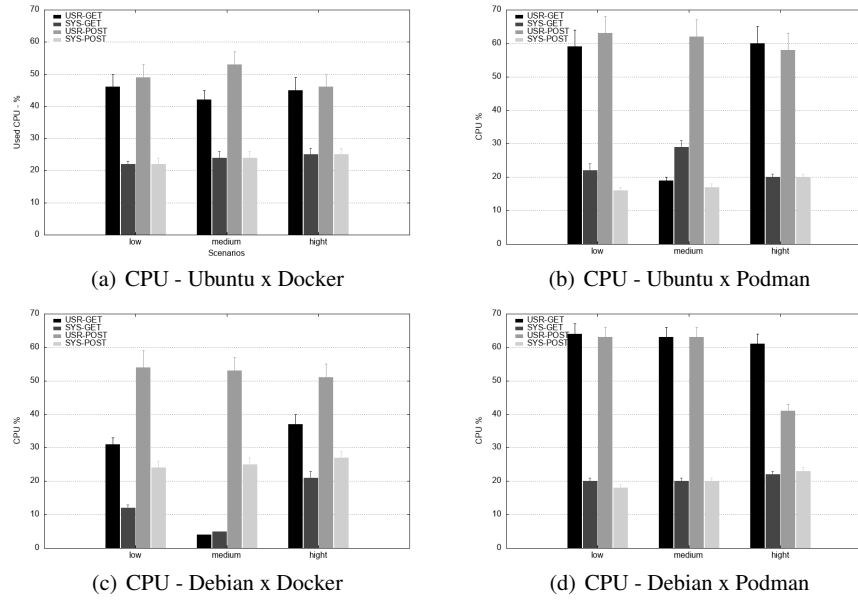 USR-GET
SYS-GET
USR-POST
SYS-POST
70
60
50
40
30
20
10
0
Used CPU - %
low
medium
hight
Scenarios
(a) CPU - Ubuntu x Docker
USR-GET
SYS-GET
USR-POST
SYS-POST
70
60
50
40
30
20
10
0
CPU %
low
medium
hight
(b) CPU - Ubuntu x Podman
USR-GET
SYS-GET
USR-POST
SYS-POST
70
60
50
40
30
20
10
0
CPU %
low
medium
hight
(c) CPU - Debian x Docker
USR-GET
SYS-GET
USR-POST
SYS-POST
70
60
50
40
30
20
10
0
CPU %
low
medium
hight
(d) CPU - Debian x Podman